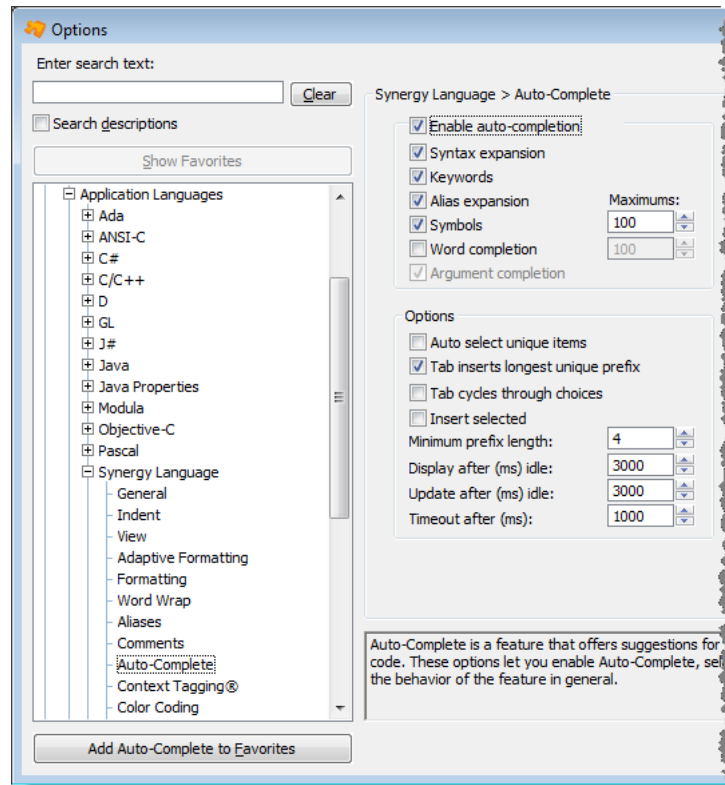 Options
Enter search text:
Clear
Search descriptions
Show Favorites
Application Languages
Ada
ANSI-C
C#
C/C++
D
GL
J#
Java
Java Properties
Modula
Objective-C
Pascal
Synergy Language
General
Indent
View
Adaptive Formatting
Formatting
Word Wrap
Aliases
Comments
Auto-Complete
Context Tagging®
Color Coding
Add Auto-Complete to Favorites
Synergy Language > Auto-Complete
Enable auto-completion
Syntax expansion
Keywords
Alias expansion Maximums:
Symbols 100
Word completion 100
Argument completion
Options
Auto select unique items
Tab inserts longest unique prefix
Tab cycles through choices
Insert selected
Minimum prefix length: 4
Display after (ms) idle: 3000
Update after (ms) idle: 3000
Timeout after (ms): 1000
Auto-Complete is a feature that offers suggestions for
code. These options let you enable Auto-Complete,
the behavior of the feature in general.